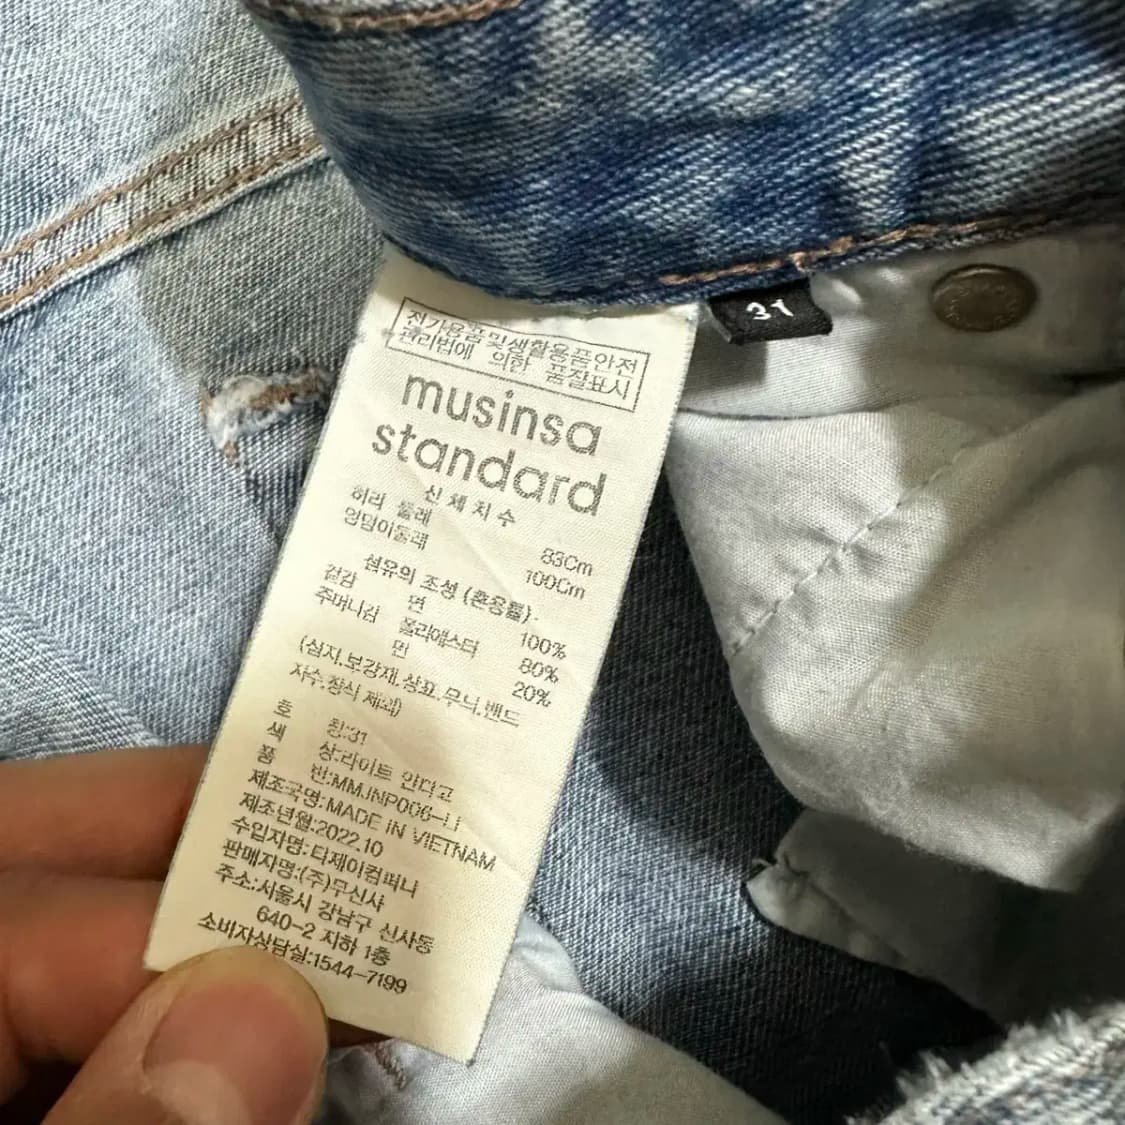 전기용품및생활용품안전
관리법에 의한 품질표시
musinsa
standard
신체치수
허리 둘레 83Cm
엉덩이둘레 100Cm
섬유의 조성 (혼용률)
겉감 면 100%
주머니감 폴리에스타 80%
면 20%
(심지.보강재.상표.무늬.밴드
자수.장식 제외)
호 칭:31
색 상:라이트 인디고
품 번:MMJNP006-LI
제조국명:MADE IN VIETNAM
제조년월:2022.10
수입자명:티제이컴퍼니
판매자명:(주)무신사
주소:서울시 강남구 신사동
640-2 지하 1층
소비자상담실:1544-7199
31